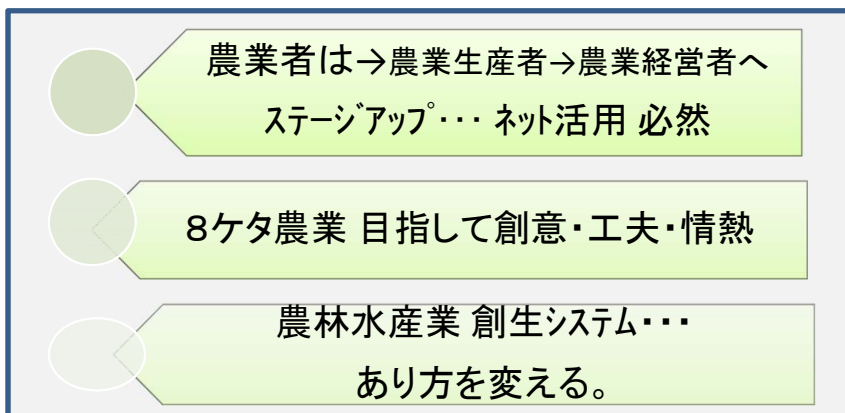 農業者は→農業生産者→農業経営者へ
ｽﾃｰｼﾞｱｯﾌﾟ･･･ ﾈｯﾄ活用 必然
８ケタ農業 目指して創意・工夫・情熱
農林水産業 創生ｼｽﾃﾑ･･･
あり方を変える。